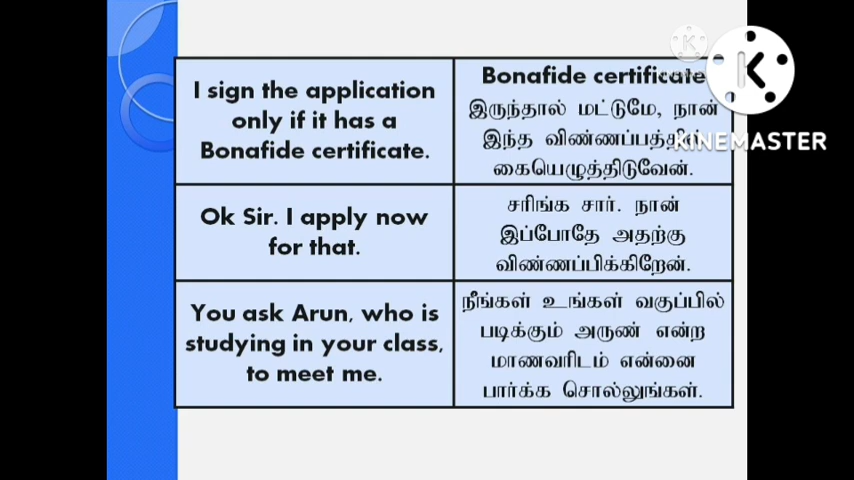 I sign the application
only if it has a
Bonafide certificate.
Bonafide certificate
இருந்தால் மட்டுமே, நான்
இந்த விண்ணப்பத்தில்
கையெழுத்திடுவேன்.
Ok Sir. I apply now
for that.
சரிங்க சார். நான்
இப்போதே அதற்கு
விண்ணப்பிக்கிறேன்.
You ask Arun, who is
studying in your class,
to meet me.
நீங்கள் உங்கள் வகுப்பில்
படிக்கும் அருண் என்ற
மாணவரிடம் என்னை
பார்க்க சொல்லுங்கள்.
KINEMASTER